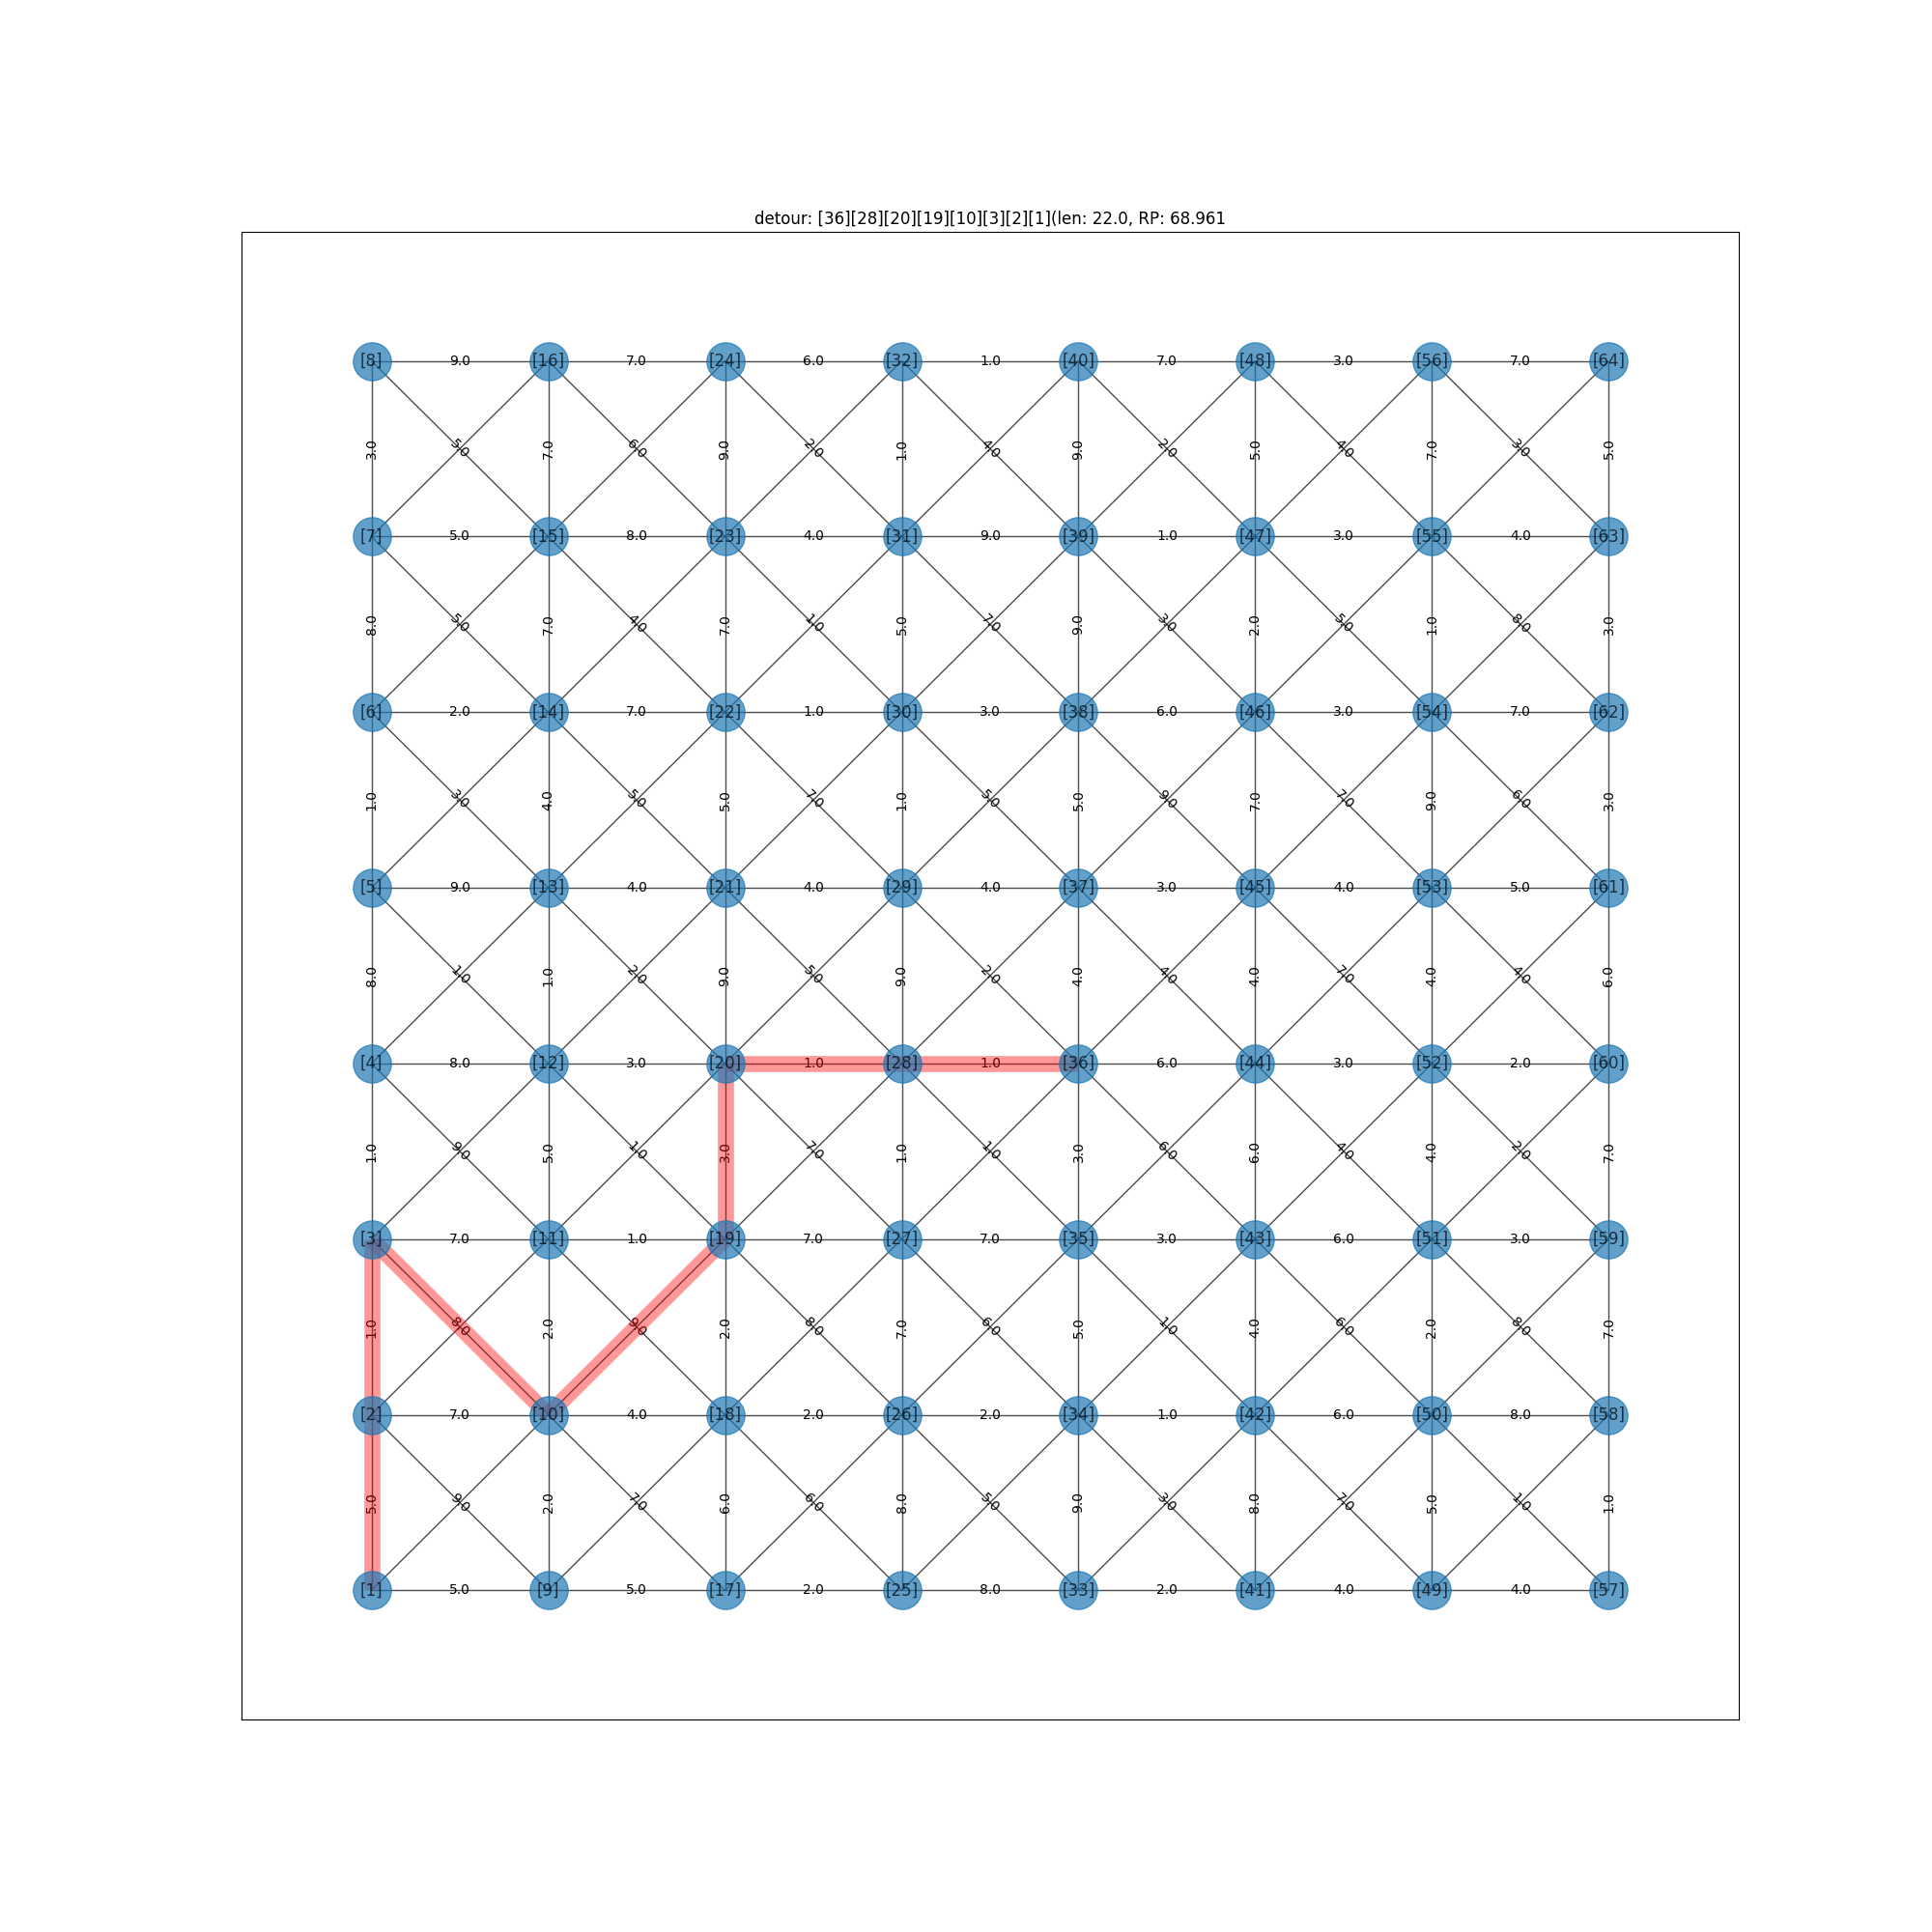 detour: [36][28][20][19][10][3][2][1](len: 22.0, RP: 68.961
[8] 9.0 [16] 7.0 [24] 6.0 [32] 1.0 [40] 7.0 [48] 3.0 [56] 7.0 [64]
3.0 5.0 7.0 6.0 9.0 2.0 1.0 4.0 9.0 2.0 5.0 4.0 7.0 3.0 5.0
[7] 5.0 [15] 8.0 [23] 4.0 [31] 9.0 [39] 1.0 [47] 3.0 [55] 4.0 [63]
8.0 5.0 7.0 4.0 7.0 1.0 5.0 7.0 9.0 3.0 2.0 5.0 1.0 8.0 3.0
[6] 2.0 [14] 7.0 [22] 1.0 [30] 3.0 [38] 6.0 [46] 3.0 [54] 7.0 [62]
1.0 3.0 4.0 5.0 5.0 7.0 1.0 5.0 5.0 9.0 7.0 7.0 9.0 6.0 3.0
[5] 9.0 [13] 4.0 [21] 4.0 [29] 4.0 [37] 3.0 [45] 4.0 [53] 5.0 [61]
8.0 1.0 1.0 2.0 9.0 5.0 9.0 2.0 4.0 4.0 4.0 7.0 4.0 4.0 6.0
[4] 8.0 [12] 3.0 [20] 1.0 [28] 1.0 [36] 6.0 [44] 3.0 [52] 2.0 [60]
1.0 9.0 5.0 1.0 3.0 7.0 1.0 1.0 3.0 6.0 6.0 4.0 4.0 2.0 7.0
[3] 7.0 [11] 1.0 [19] 7.0 [27] 7.0 [35] 3.0 [43] 6.0 [51] 3.0 [59]
1.0 8.0 2.0 2.0 8.0 7.0 6.0 5.0 1.0 4.0 6.0 2.0 8.0 7.0
[2] 7.0 [10] 4.0 [18] 2.0 [26] 2.0 [34] 1.0 [42] 6.0 [50] 8.0 [58]
5.0 9.0 2.0 7.0 6.0 6.0 8.0 5.0 9.0 3.0 8.0 7.0 5.0 1.0 1.0
[1] 5.0 [9] 5.0 [17] 2.0 [25] 8.0 [33] 2.0 [41] 4.0 [49] 4.0 [57]